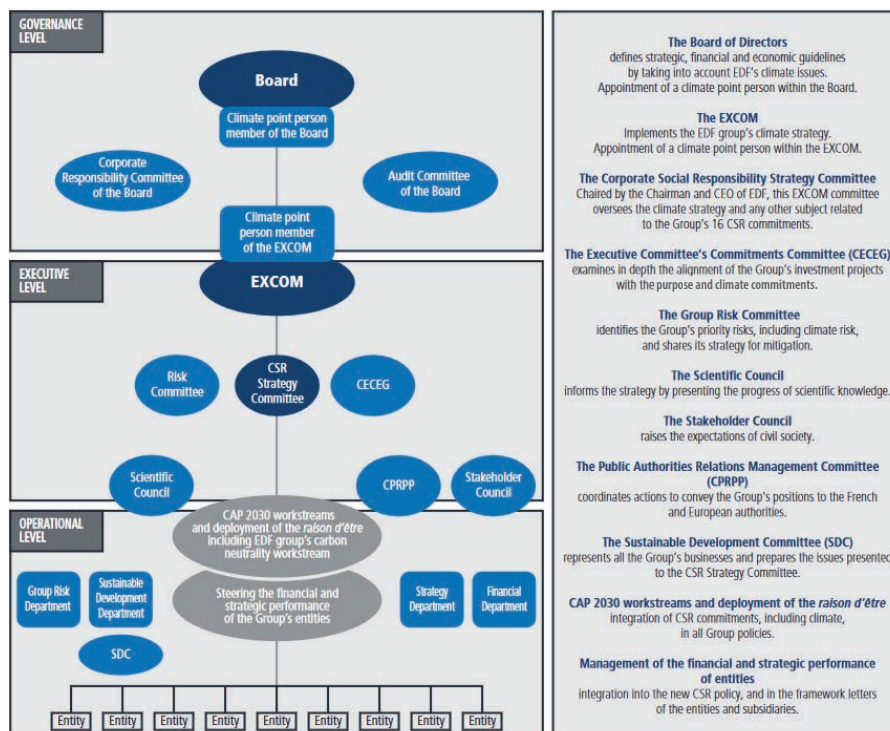 GOVERNANCE
LEVEL
Board
Climate point person
member of the Board
Corporate
Responsibility Committee
of the Board
Audit Committee
of the Board
Climate point
person member
of the EXCOM
EXECUTIVE
LEVEL
EXCOM
Risk
Committee
CSR
Strategy
Committee
CECEG
Scientific
Council
CPRPP
Stakeholder
Council
OPERATIONAL
LEVEL
CAP 2030 workstreams
and deployment of the raison d'être
including EDF group's carbon
neutrality workstream
Group Risk
Department
Sustainable
Development
Department
Steering the financial and
strategic performance
of the Group's entities
Strategy
Department
Financial
Department
SDC
Entity
Entity
Entity
Entity
Entity
Entity
Entity
Entity
Entity
The Board of Directors
defines strategic, financial and economic guidelines
by taking into account EDF's climate issues.
Appointment of a climate point person within the Board.
The EXCOM
Implements the EDF group's climate strategy.
Appointment of a climate point person within the EXCOM.
The Corporate Social Responsibility Strategy Committee
Chaired by the Chairman and CEO of EDF, this EXCOM committee
oversees the climate strategy and any other subject related
to the Group's 16 CSR commitments.
The Executive Committee's Commitments Committee (CECEG)
examines in depth the alignment of the Group's investment projects
with the purpose and climate commitments.
The Group Risk Committee
identifies the Group's priority risks, including climate risk,
and shares its strategy for mitigation.
The Scientific Council
informs the strategy by presenting the progress of scientific knowledge.
The Stakeholder Council
raises the expectations of civil society.
The Public Authorities Relations Management Committee
(CPRPP)
coordinates actions to convey the Group's positions to the French
and European authorities.
The Sustainable Development Committee (SDC)
represents all the Group's businesses and prepares the issues presented
to the CSR Strategy Committee.
CAP 2030 workstreams and deployment of the raison d'être
integration of CSR commitments, including climate,
in all Group policies.
Management of the financial and strategic performance
of entities
integration into the new CSR policy, and in the framework letters
of the entities and subsidiaries.